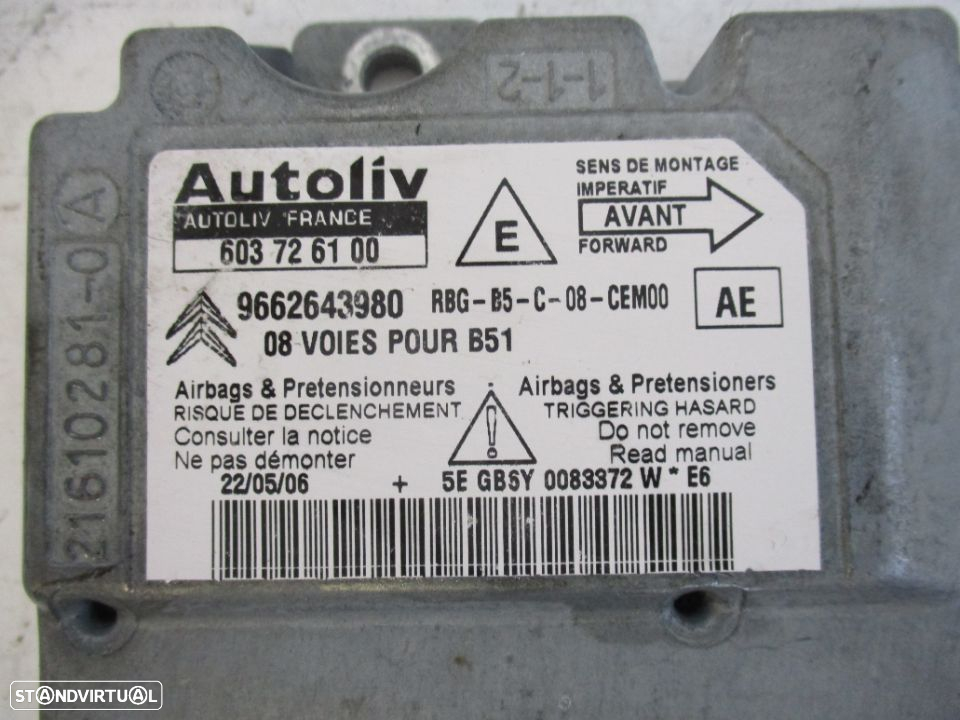 1-1-2
Autoliv
AUTOLIV FRANCE
603 72 61 00
E
SENS DE MONTAGE
IMPERATIF
AVANT
FORWARD
9662643980 RBG-B5-C-08-CEM00
AE
08 VOIES POUR B51
Airbags & Pretensionneurs
RISQUE DE DECLENCHEMENT
Consulter la notice
Ne pas démonter
!
Airbags & Pretensioners
TRIGGERING HASARD
Do not remove
Read manual
22/05/06 + 5E GBSY 0083372 W * E6
21610281-0 A
STANDVIRTUAL